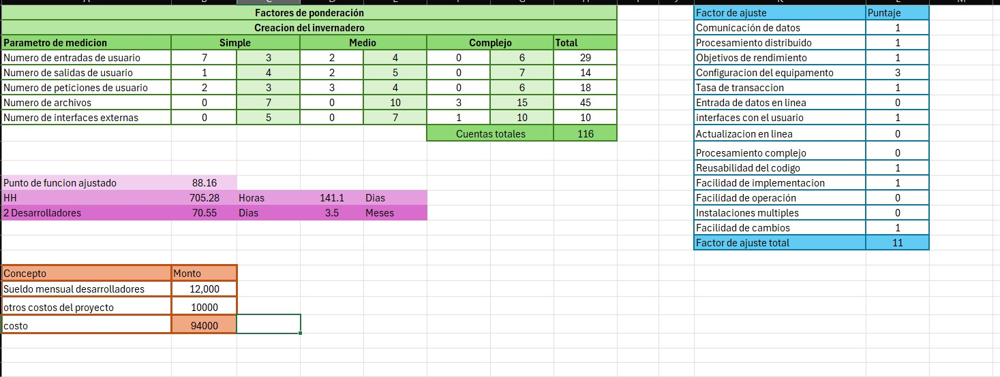 Factores de ponderación
Creacion del invernadero
Parametro de medicion Simple Medio Complejo Total
Numero de entradas de usuario 7 3 2 4 0 6 29
Numero de salidas de usuario 1 4 2 5 0 7 14
Numero de peticiones de usuario 2 3 3 4 0 6 18
Numero de archivos 0 7 0 10 3 15 45
Numero de interfaces externas 0 5 0 7 1 10 10
Cuentas totales 116
Factor de ajuste Puntaje
Comunicación de datos 1
Procesamiento distribuido 1
Objetivos de rendimiento 1
Configuracion del equipamento 3
Tasa de transaccion 1
Entrada de datos en linea 0
interfaces con el usuario 1
Actualizacion en linea 0
Procesamiento complejo 0
Reusabilidad del codigo 1
Facilidad de implementacion 1
Facilidad de operación 0
Instalaciones multiples 0
Facilidad de cambios 1
Factor de ajuste total 11
Punto de funcion ajustado 88.16
HH 705.28 Horas 141.1 Dias
2 Desarrolladores 70.55 Dias 3.5 Meses
Concepto Monto
Sueldo mensual desarrolladores 12,000
otros costos del proyecto 10000
costo 94000